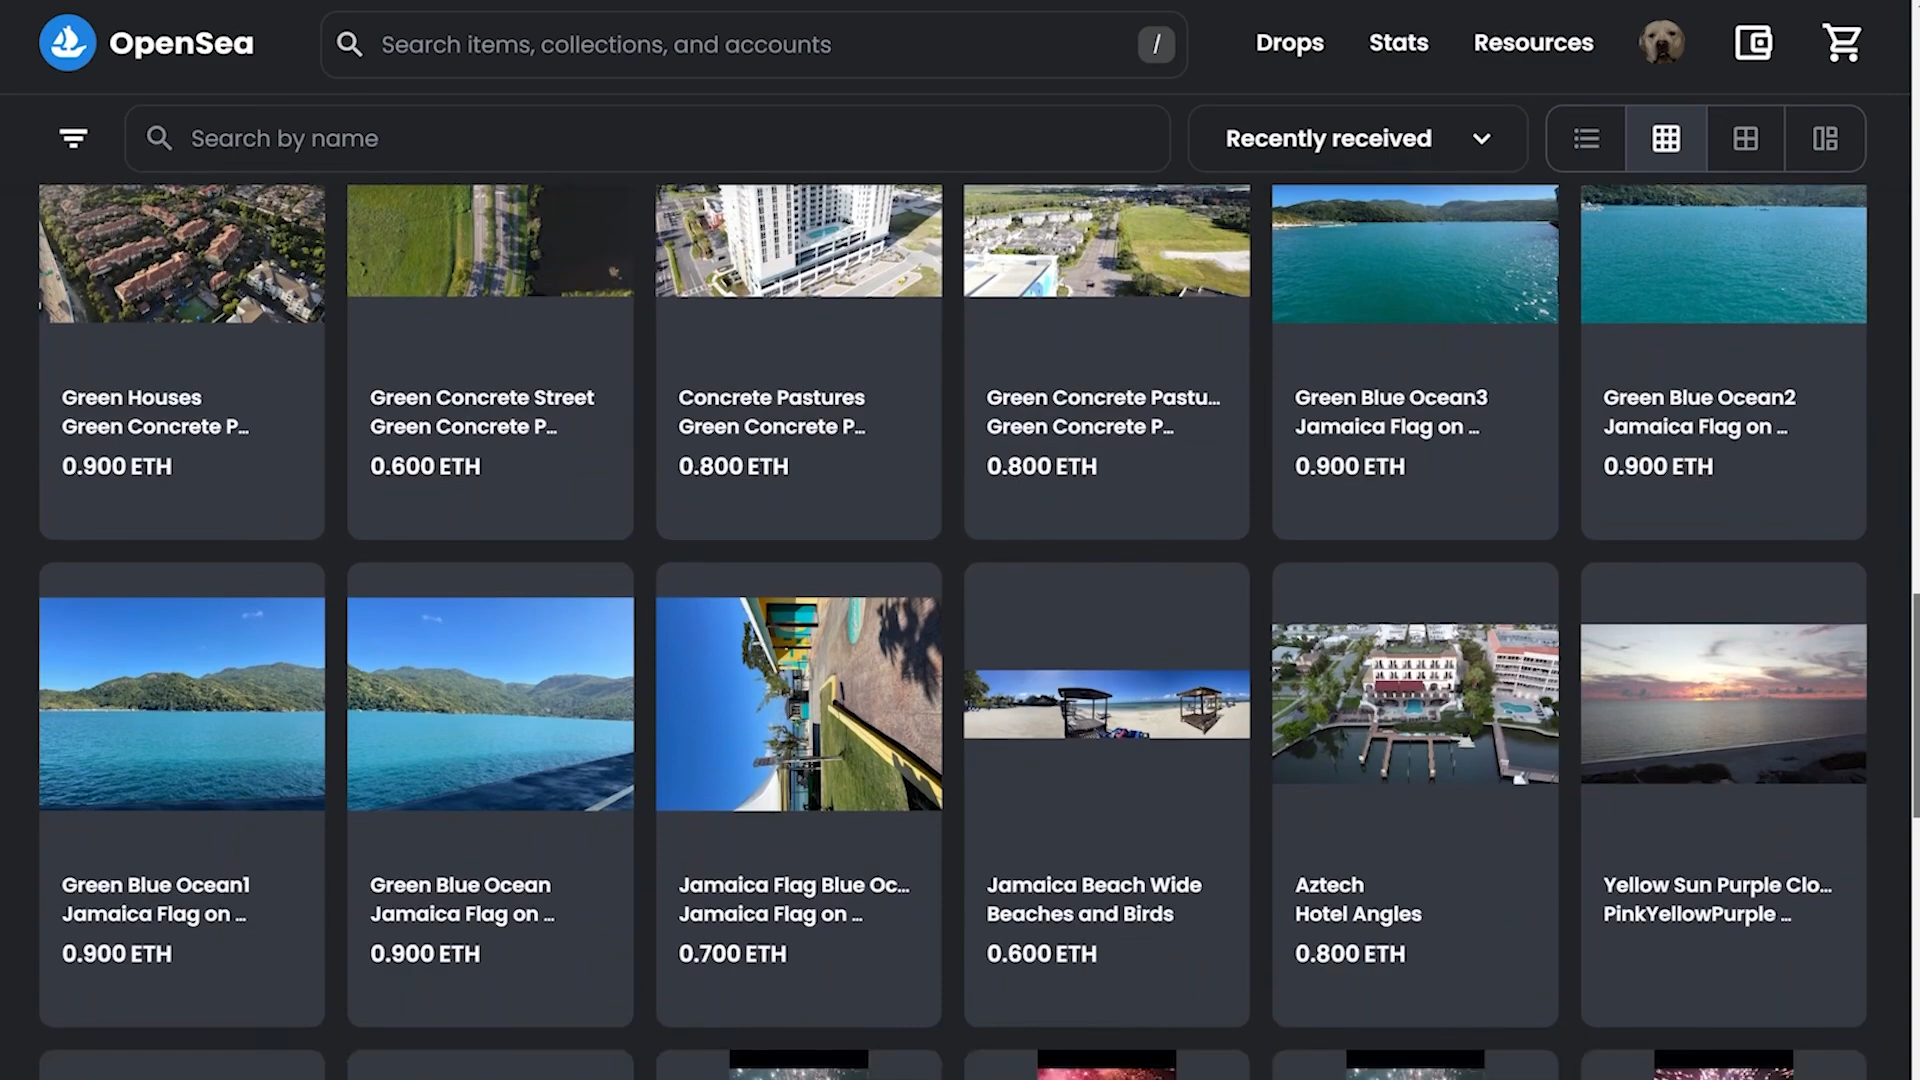 OpenSea
Search items, collections, and accounts
/
Drops
Stats
Resources
Search by name
Recently received
Green Houses
Green Concrete P...
0.900 ETH
Green Concrete Street
Green Concrete P...
0.600 ETH
Concrete Pastures
Green Concrete P...
0.800 ETH
Green Concrete Pastu...
Green Concrete P...
0.800 ETH
Green Blue Ocean3
Jamaica Flag on ...
0.900 ETH
Green Blue Ocean2
Jamaica Flag on ...
0.900 ETH
Green Blue Ocean1
Jamaica Flag on ...
0.900 ETH
Green Blue Ocean
Jamaica Flag on ...
0.900 ETH
Jamaica Flag Blue Oc...
Jamaica Flag on ...
0.700 ETH
Jamaica Beach Wide
Beaches and Birds
0.600 ETH
Aztech
Hotel Angles
0.800 ETH
Yellow Sun Purple Clo...
PinkYellowPurple ...